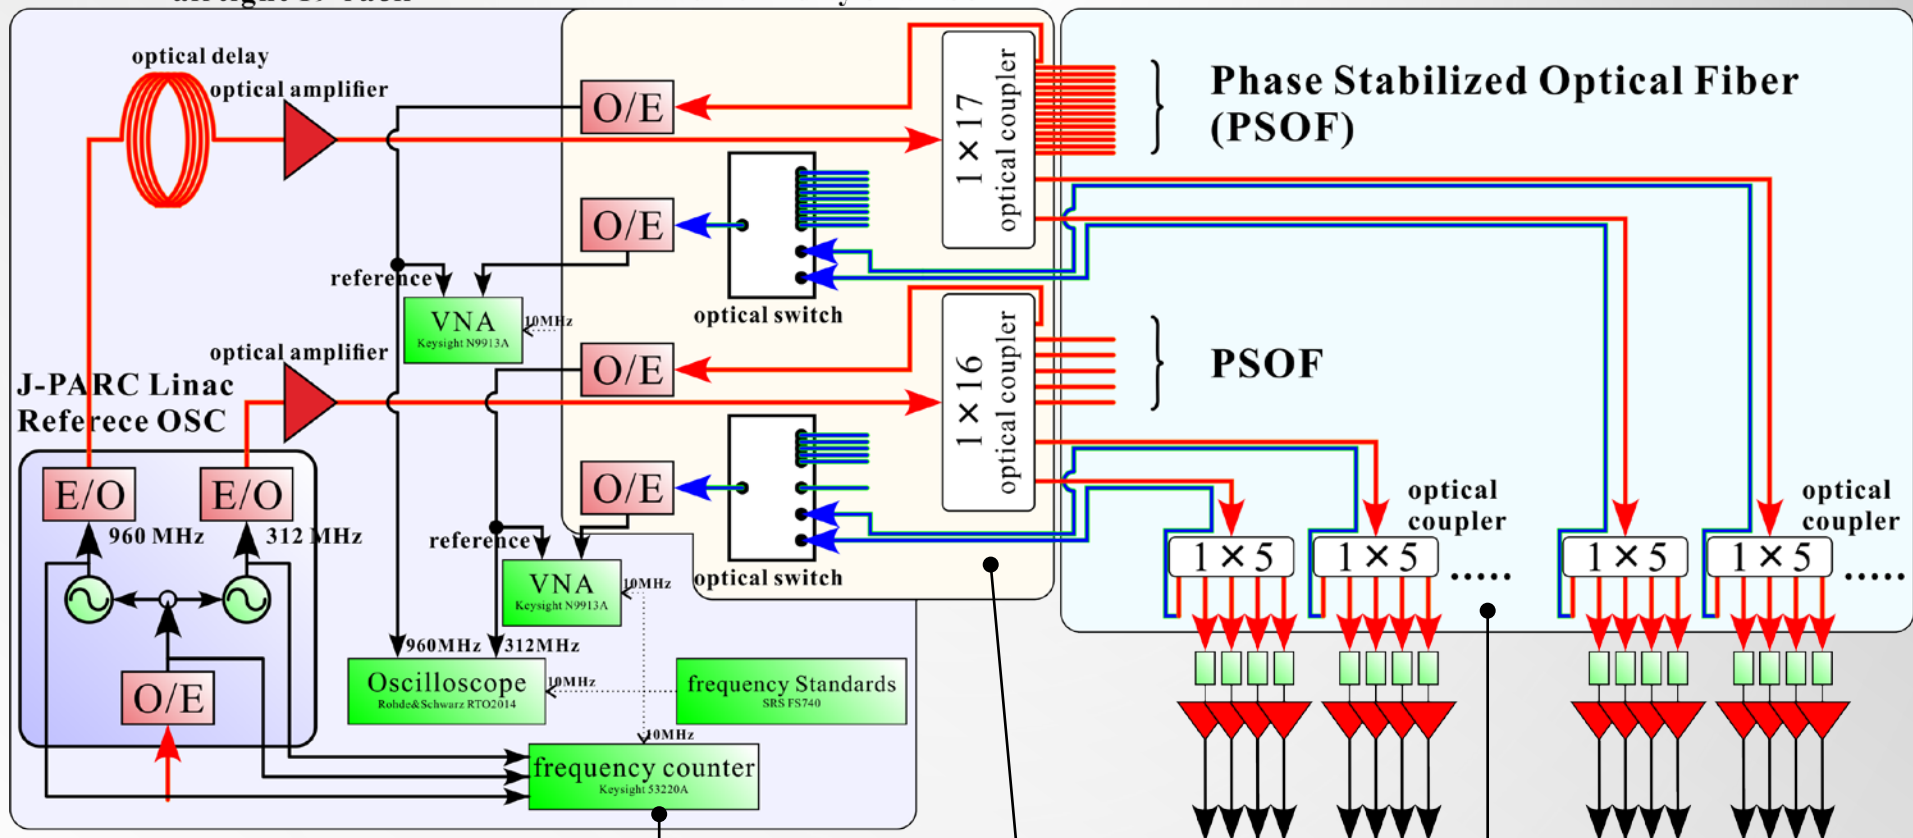 optical delay
optical amplifier
O/E
1×17
optical coupler
Phase Stabilized Optical Fiber
(PSOF)
O/E
reference
VNA
Keysight N9913A
10MHz
optical switch
optical amplifier
O/E
1×16
optical coupler
PSOF
J-PARC Linac
Referece OSC
E/O
E/O
960 MHz
312 MHz
O/E
reference
VNA
Keysight N9913A
10MHz
optical switch
optical
coupler
optical
coupler
1×5
1×5
.....
1×5
1×5
.....
960MHz
312MHz
O/E
Oscilloscope
Rohde&Schwarz RTO2014
10MHz
frequency Standards
SRS FS740
10MHz
frequency counter
Keysight 53220A